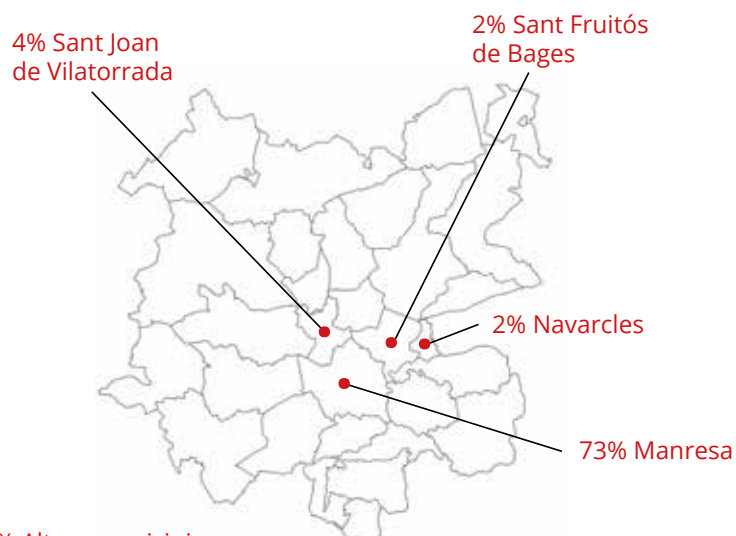 4% Sant Joan
de Vilatorrada
2% Sant Fruitós
de Bages
2% Navarcles
73% Manresa